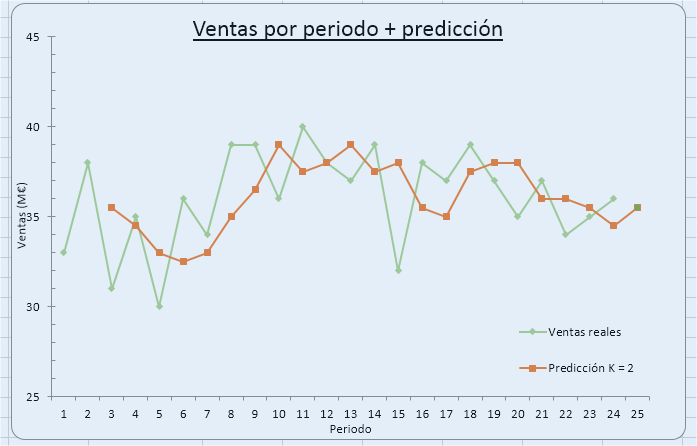 Ventas por periodo + predicción
45
40
35
30
25
Ventas (M€)
Ventas reales
Predicción K = 2
1 2 3 4 5 6 7 8 9 10 11 12 13 14 15 16 17 18 19 20 21 22 23 24 25
Periodo